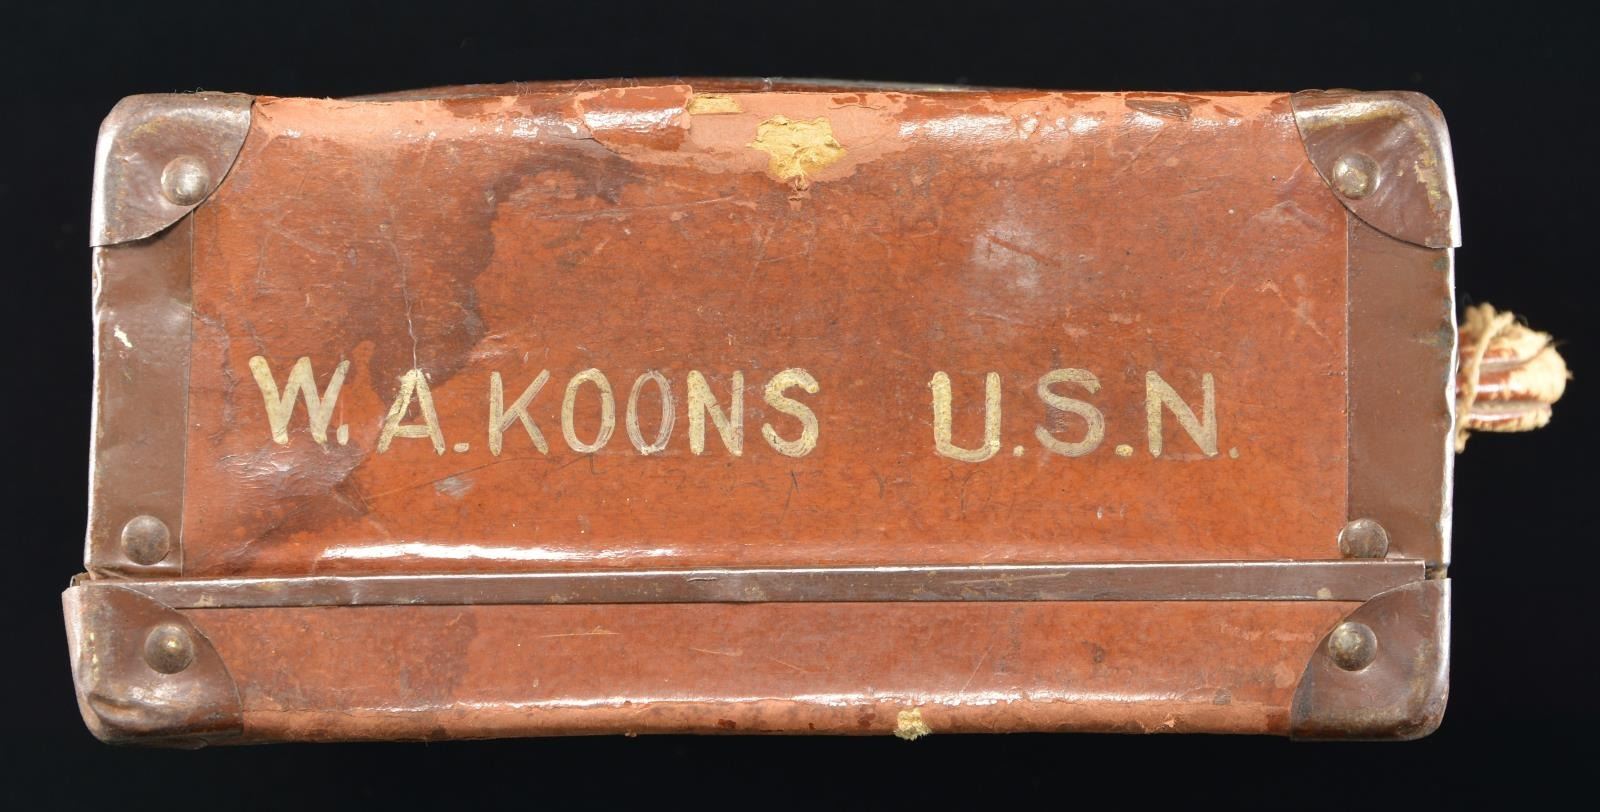 W. A. KOONS U.S.N.